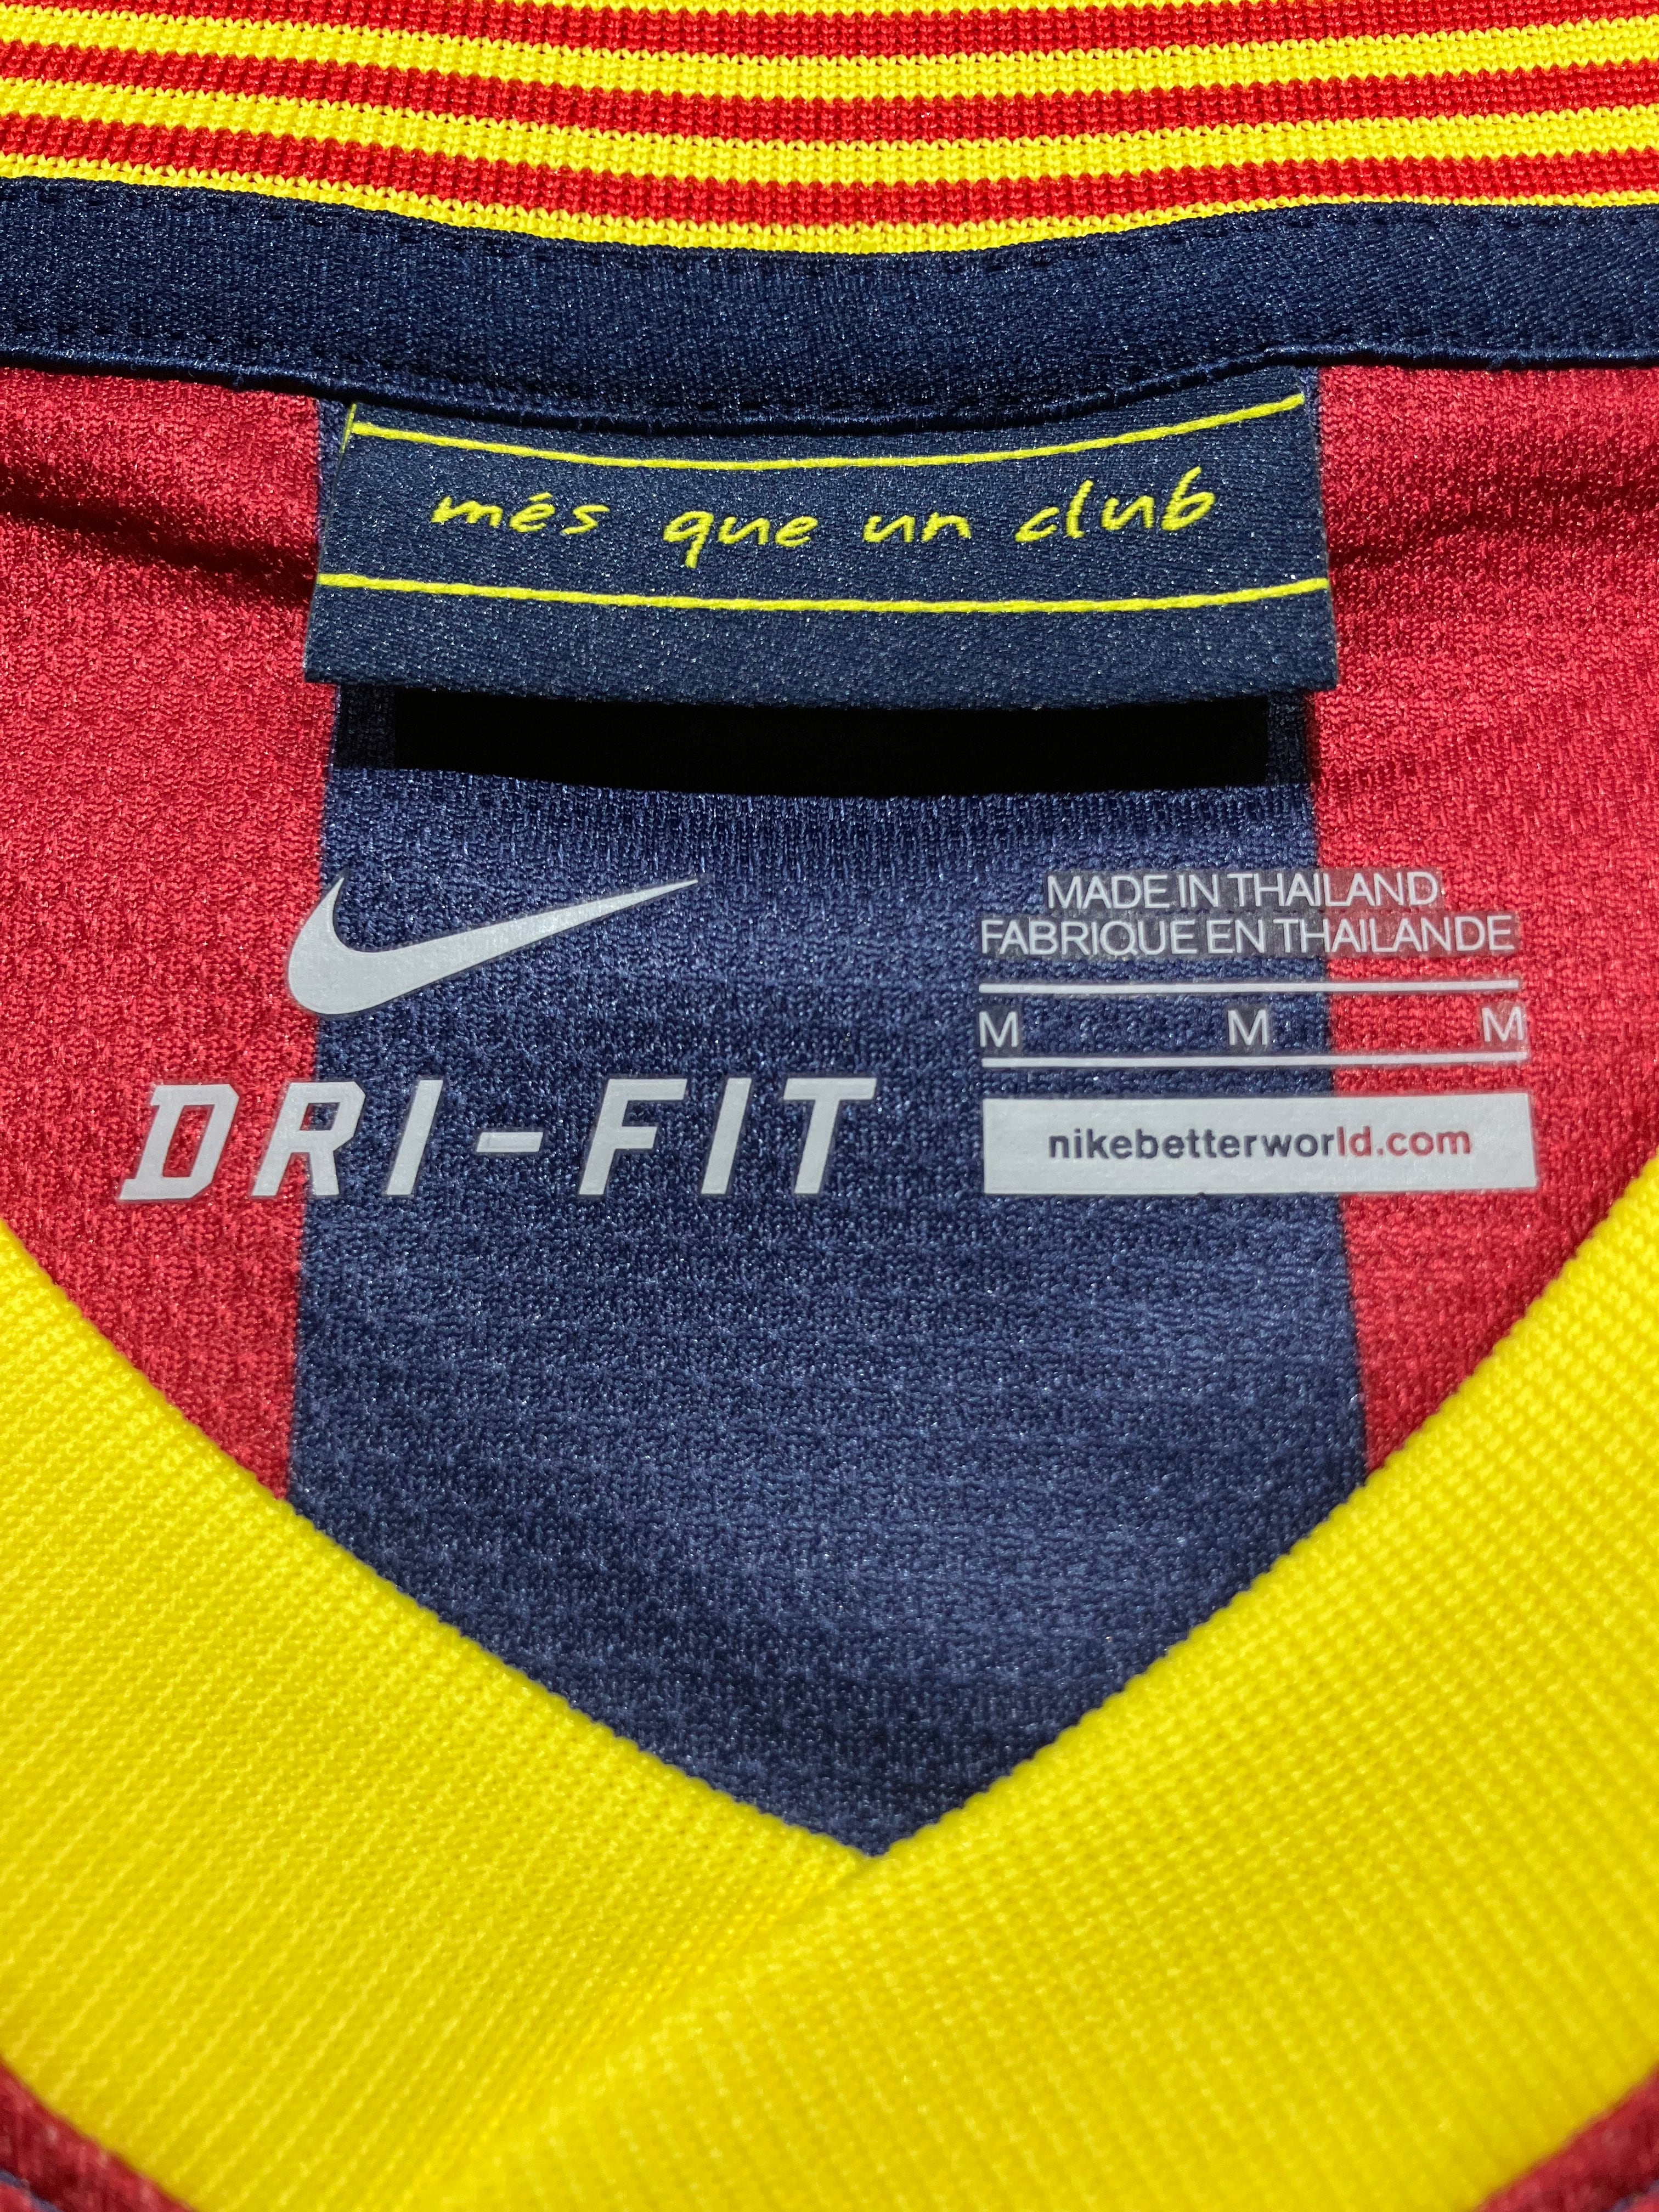 més que un club
MADE IN THAILAND
FABRIQUE EN THAILANDE
M M M
DRI-FIT
nikebetterworld.com